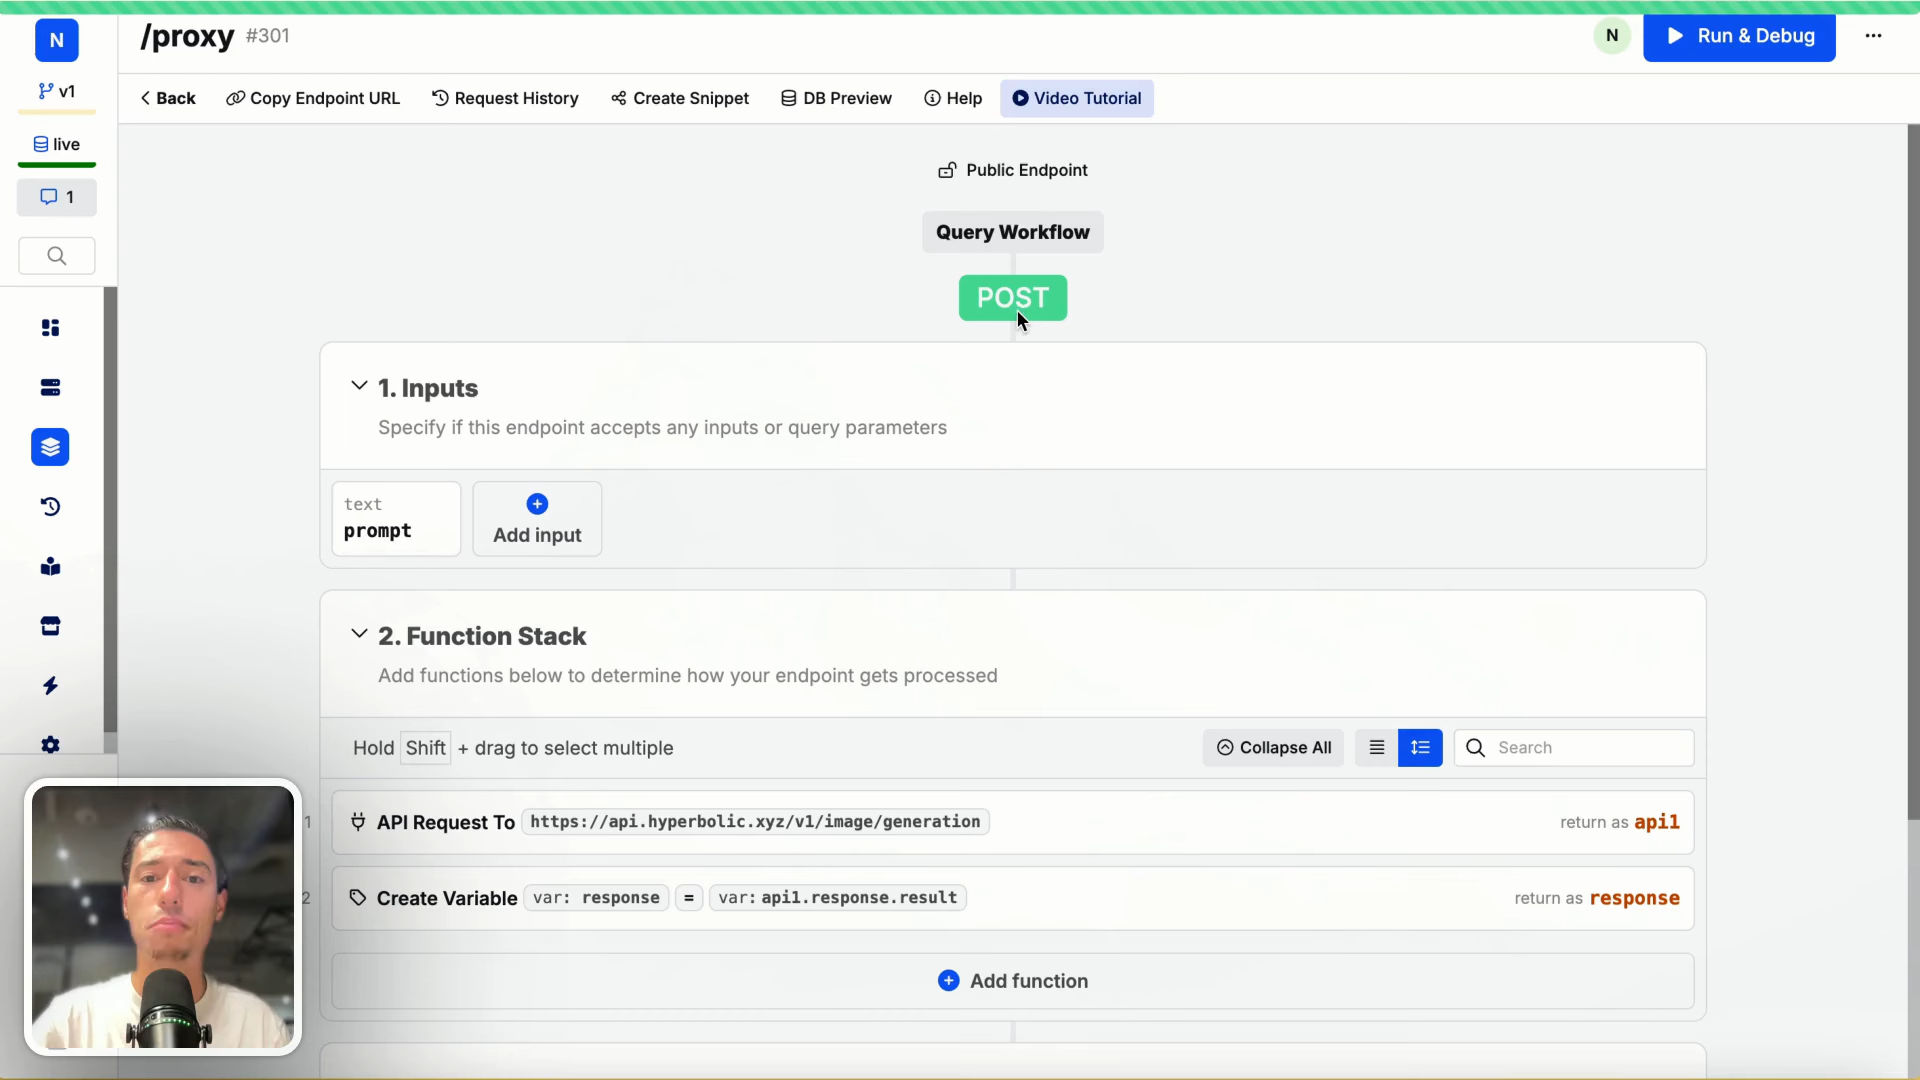 N
/proxy #301
N
Run & Debug
v1
Back
Copy Endpoint URL
Request History
Create Snippet
DB Preview
Help
Video Tutorial
live
1
Public Endpoint
Query Workflow
POST
1. Inputs
Specify if this endpoint accepts any inputs or query parameters
text
prompt
Add input
2. Function Stack
Add functions below to determine how your endpoint gets processed
Hold Shift + drag to select multiple
Collapse All
Search
1
API Request To https://api.hyperbolic.xyz/v1/image/generation
return as api1
2
Create Variable var: response = var: api1.response.result
return as response
Add function